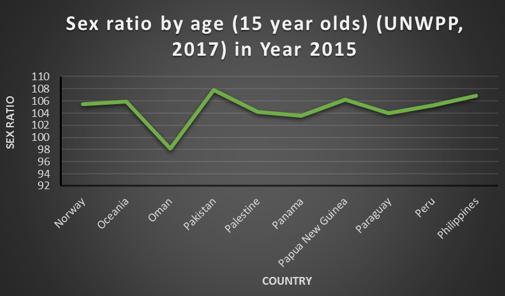 Sex ratio by age (15 year olds) (UNWPP,
2017) in Year 2015
110
108
106
104
102
100
98
96
94
92
SEX RATIO
Norway
Oceania
Oman
Pakistan
Palestine
Panama
Papua New Guinea
Paraguay
Peru
Philippines
COUNTRY